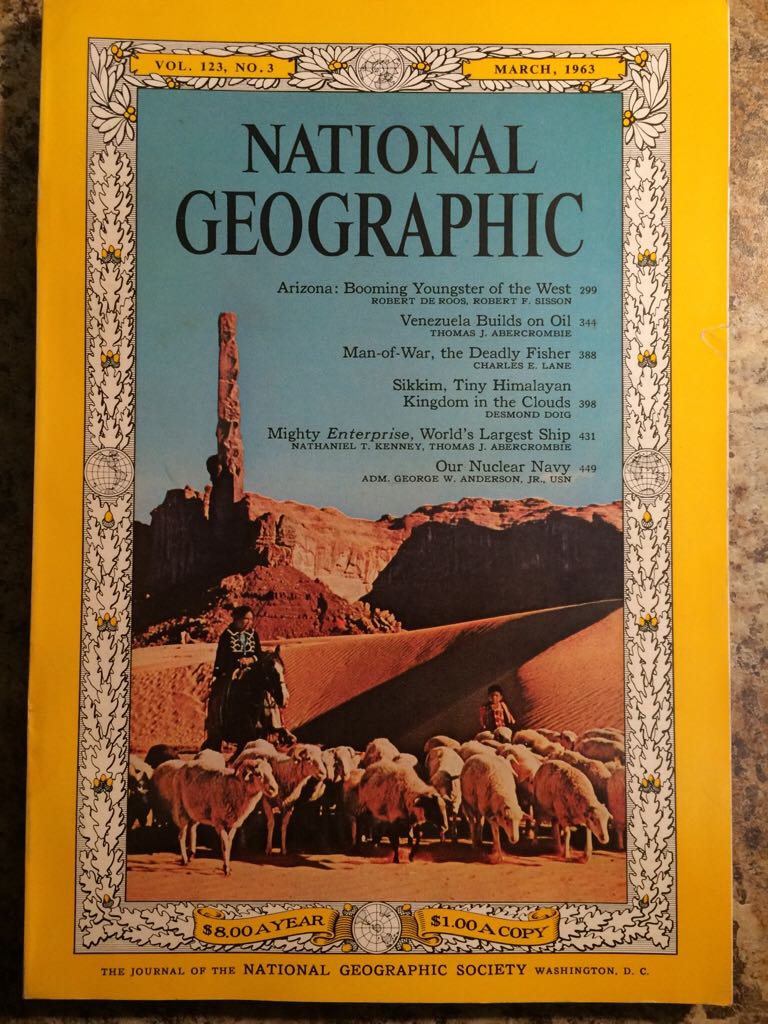 VOL. 123, NO. 3
MARCH, 1963
NATIONAL
GEOGRAPHIC
Arizona: Booming Youngster of the West 299
ROBERT DE ROOS, ROBERT F. SISSON
Venezuela Builds on Oil 344
THOMAS J. ABERCROMBIE
Man-of-War, the Deadly Fisher 388
CHARLES E. LANE
Sikkim, Tiny Himalayan
Kingdom in the Clouds 398
DESMOND DOIG
Mighty Enterprise, World's Largest Ship 431
NATHANIEL T. KENNEY, THOMAS J. ABERCROMBIE
Our Nuclear Navy 449
ADM. GEORGE W. ANDERSON, JR., USN
$8.00 A YEAR
$1.00 A COPY
THE JOURNAL OF THE NATIONAL GEOGRAPHIC SOCIETY WASHINGTON, D. C.